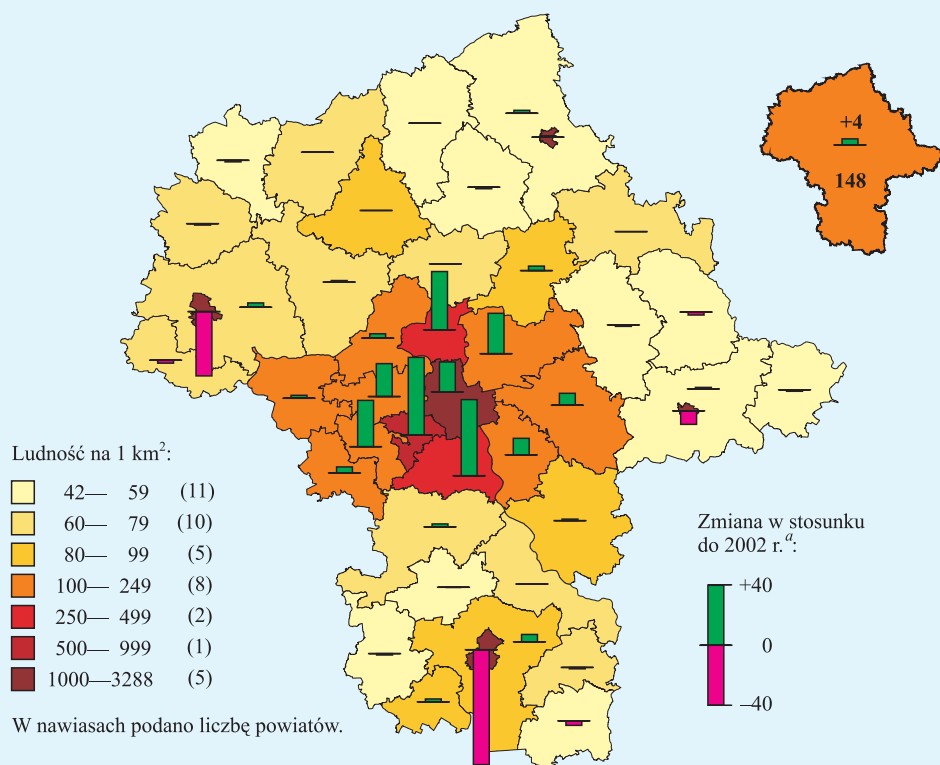 +4
148
Ludność na 1 km²:
42— 59 (11)
60— 79 (10)
80— 99 (5)
100— 249 (8)
250— 499 (2)
500— 999 (1)
1000—3288 (5)
W nawiasach podano liczbę powiatów.
Zmiana w stosunku
do 2002 r.ᵃ:
+40
0
–40